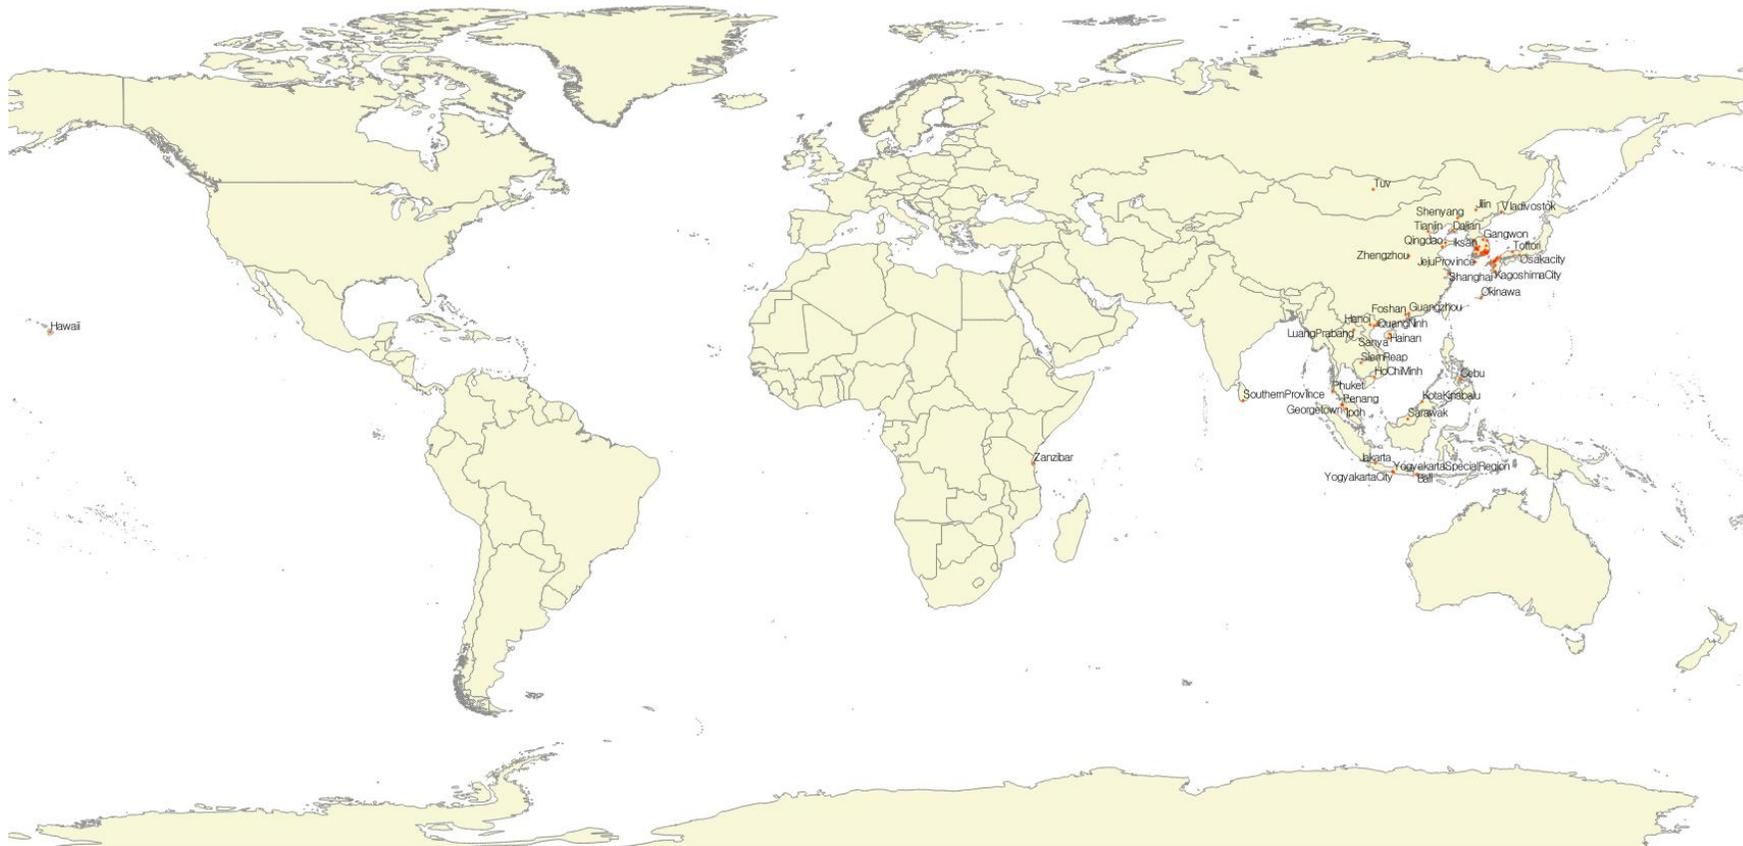 Tuv
Jilin
Vladivostok
Shenyang
Tianjin
Dalian
Gangwon
Qingdao
Iksan
Tottori
Zhengzhou
JejuProvince
Osakacity
Shanghai
KagoshimaCity
Okinawa
Foshan
Guangzhou
Hawaii
Hanoi
QuangNinh
LuangPrabang
Sanya
Hainan
SiemReap
HoChiMinh
Cebu
Phuket
SouthernProvince
Penang
KotaKinabalu
Georgetown
Ipoh
Sarawak
Zanzibar
Jakarta
YogyakartaSpecialRegion
YogyakartaCity
Bali